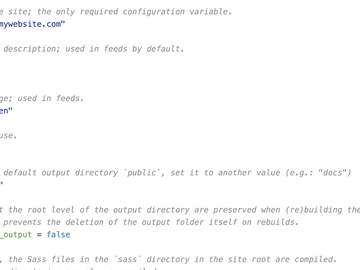 e site; the only required configuration variable.
mywebsite.com"
description; used in feeds by default.
ge; used in feeds.
en"
use.
default output directory `public`, set it to another value (e.g.: "docs")
"
t the root level of the output directory are preserved when (re)building the
prevents the deletion of the output folder itself on rebuilds.
_output = false
, the Sass files in the `sass` directory in the site root are compiled.